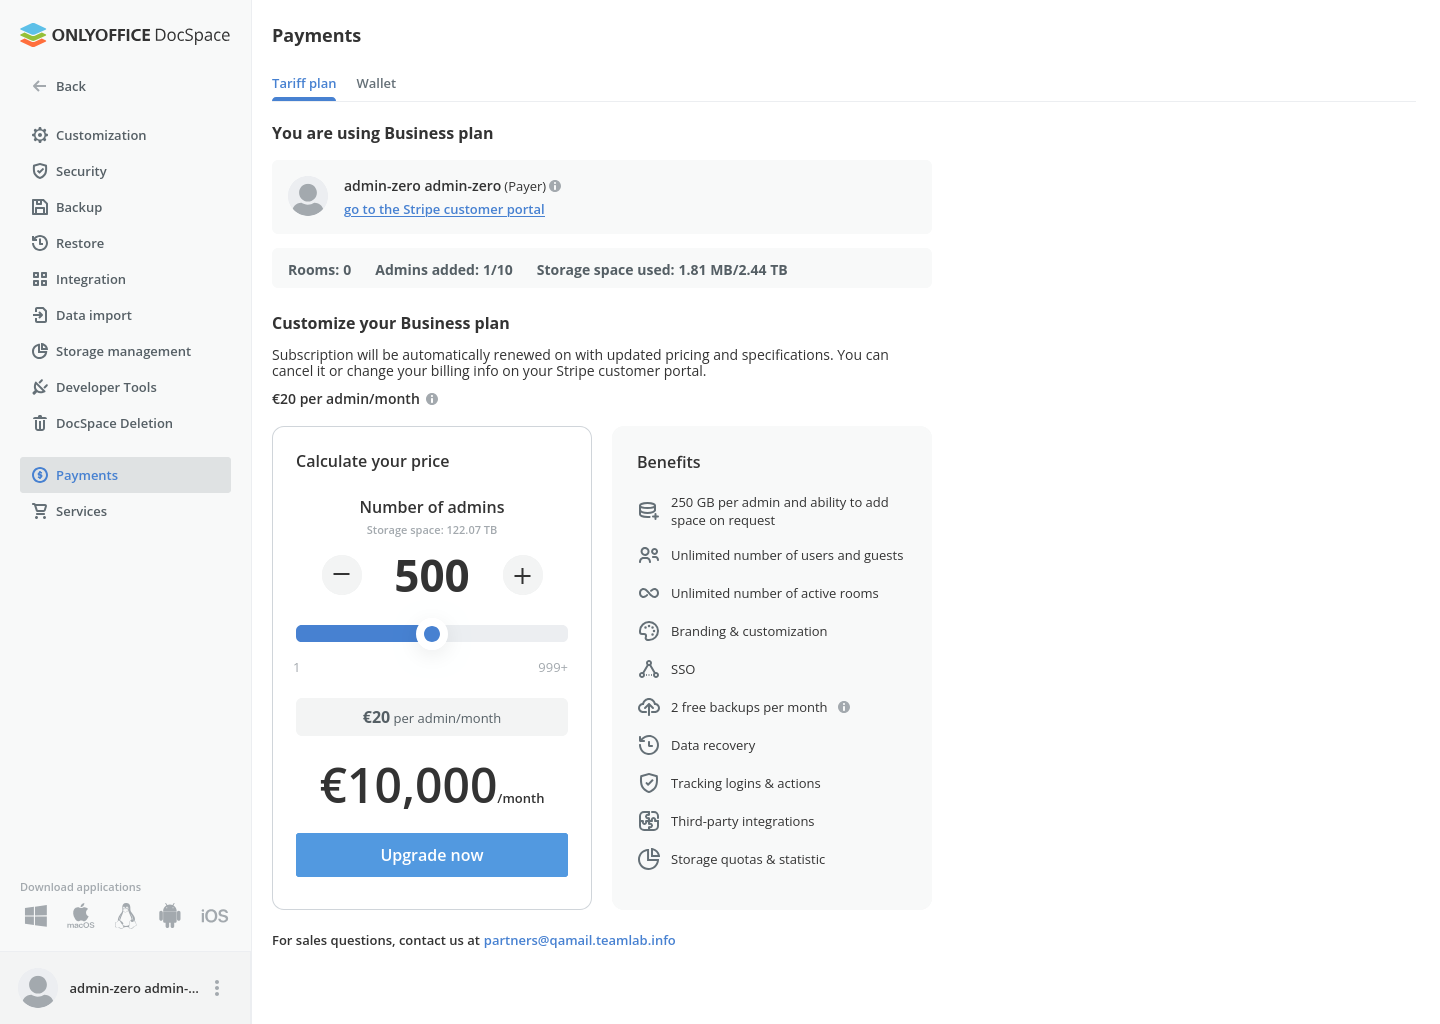 ONLYOFFICE DocSpace
Back
Customization
Security
Backup
Restore
Integration
Data import
Storage management
Developer Tools
DocSpace Deletion
Payments
Services
Download applications
macOS
iOS
admin-zero admin-...
Payments
Tariff plan
Wallet
You are using Business plan
admin-zero admin-zero (Payer)
go to the Stripe customer portal
Rooms: 0 Admins added: 1/10 Storage space used: 1.81 MB/2.44 TB
Customize your Business plan
Subscription will be automatically renewed on with updated pricing and specifications. You can
cancel it or change your billing info on your Stripe customer portal.
€20 per admin/month
Calculate your price
Number of admins
Storage space: 122.07 TB
500
1
999+
€20 per admin/month
€10,000/month
Upgrade now
Benefits
250 GB per admin and ability to add
space on request
Unlimited number of users and guests
Unlimited number of active rooms
Branding & customization
SSO
2 free backups per month
Data recovery
Tracking logins & actions
Third-party integrations
Storage quotas & statistic
For sales questions, contact us at partners@qamail.teamlab.info